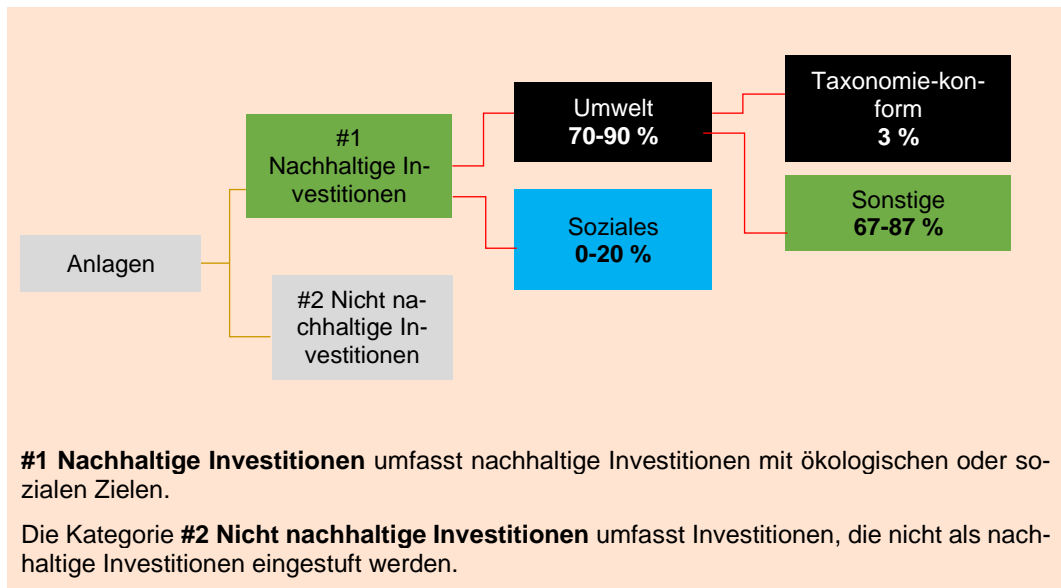 Anlagen
#1
Nachhaltige In-
vestitionen
#2 Nicht na-
chhaltige In-
vestitionen
Umwelt
70-90 %
Soziales
0-20 %
Taxonomie-kon-
form
3 %
Sonstige
67-87 %
#1 Nachhaltige Investitionen umfasst nachhaltige Investitionen mit ökologischen oder so-
zialen Zielen.
Die Kategorie #2 Nicht nachhaltige Investitionen umfasst Investitionen, die nicht als nach-
haltige Investitionen eingestuft werden.